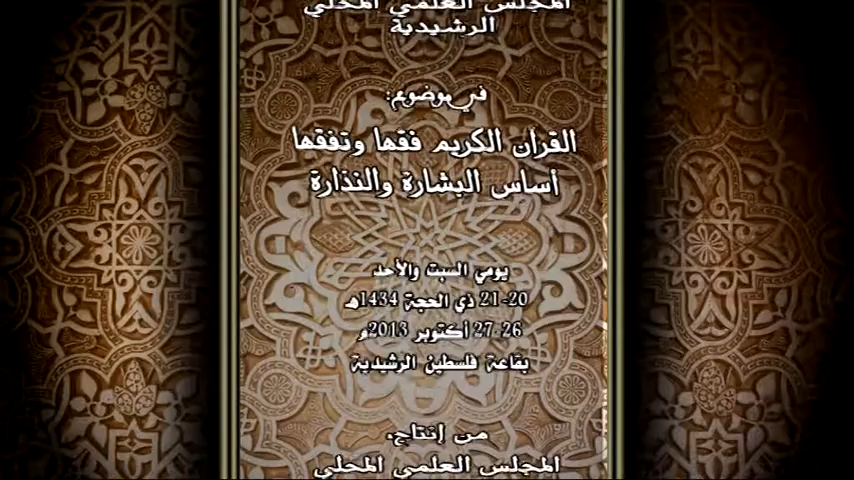 المجلس العلمي المحلي
الرشيدية
في موضوع:
القران الكريم فقها وتفقها
أساس البشارة والنذارة
يومي السبت والأحد
20-21 ذي الحجة 1434هـ
26-27 أكتوبر 2013م
بقاعة فلسطين الرشيدية
من إنتاج:
المجلس العلمي المحلي